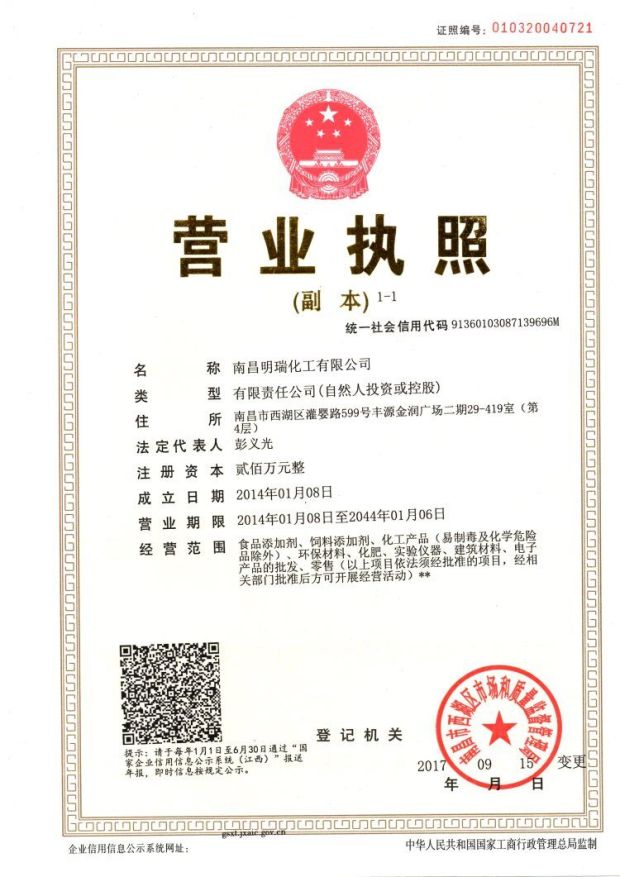 证照编号：010320040721
营业执照
(副 本) 1-1
统一社会信用代码 91360103087139696M
名 称 南昌明瑞化工有限公司
类 型 有限责任公司(自然人投资或控股)
住 所 南昌市西湖区灌婴路599号丰源金润广场二期29-419室（第
4层）
法定代表人 彭义光
注册资本 贰佰万元整
成立日期 2014年01月08日
营业期限 2014年01月08日至2044年01月06日
经营范围 食品添加剂、饲料添加剂、化工产品（易制毒及化学危险
品除外）、环保材料、化肥、实验仪器、建筑材料、电子
产品的批发、零售（以上项目依法须经批准的项目，经相
关部门批准后方可开展经营活动）**
南昌市西湖区市场和质量监督管理局
登记机关
提示：请于每年1月1日至6月30日通过“国
家企业信用信息公示系统（江西）”报送
年报，即时信息按规定公示。
2017 09 15 变更
年 月 日
gsxt.jxaic.gov.cn
企业信用信息公示系统网址：
中华人民共和国国家工商行政管理总局监制